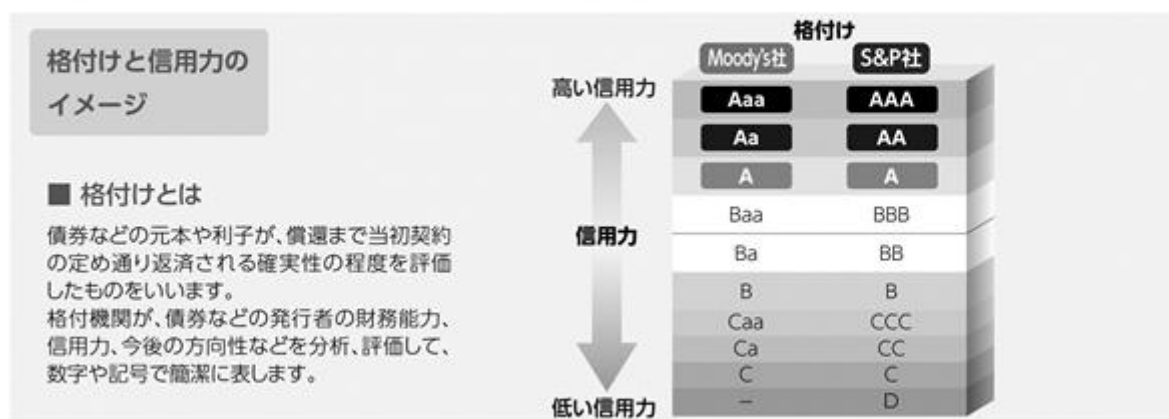 格付けと信用力の
イメージ
■ 格付けとは
債券などの元本や利子が、償還まで当初契約
の定め通り返済される確実性の程度を評価
したものをいいます。
格付機関が、債券などの発行者の財務能力、
信用力、今後の方向性などを分析、評価して、
数字や記号で簡潔に表します。
格付け
Moody's社 S&P社
高い信用力
Aaa AAA
Aa AA
A A
Baa BBB
信用力
Ba BB
B B
Caa CCC
Ca CC
C C
– D
低い信用力